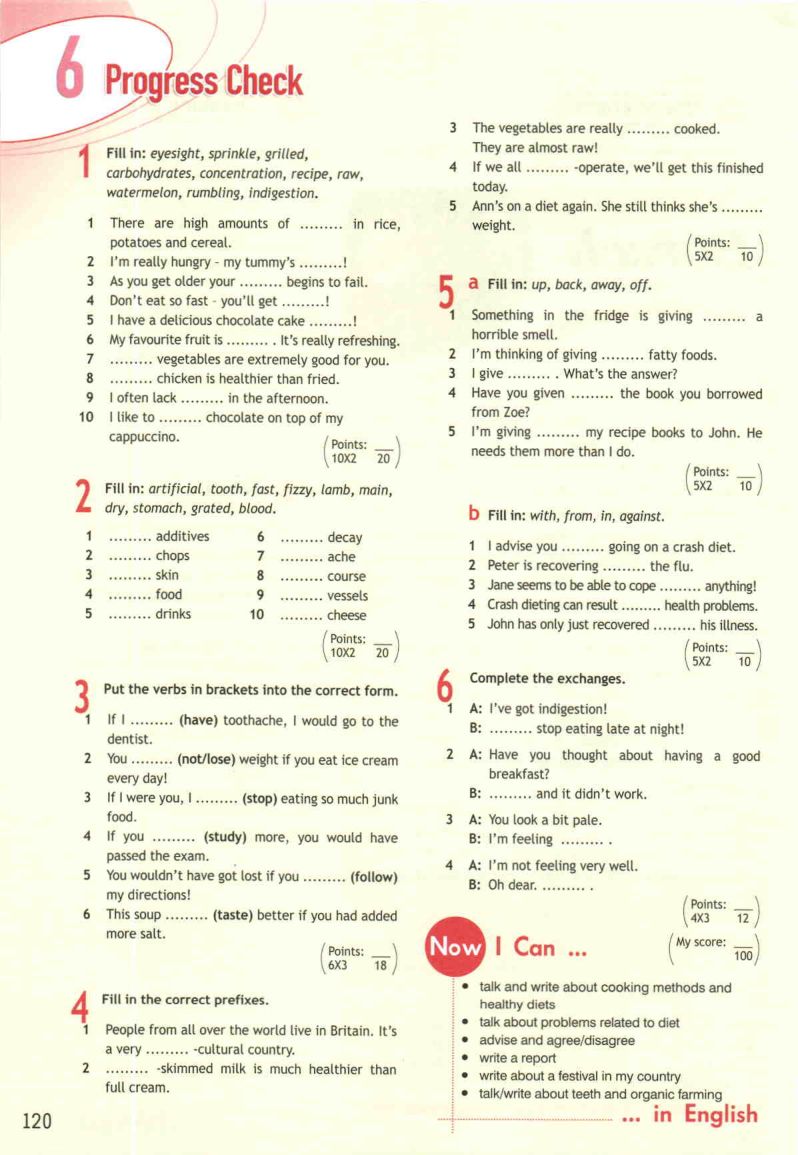 6 Progress Check
1 Fill in: eyesight, sprinkle, grilled,
carbohydrates, concentration, recipe, raw,
watermelon, rumbling, indigestion.
1 There are high amounts of ......... in rice,
potatoes and cereal.
2 I'm really hungry - my tummy's .........!
3 As you get older your ......... begins to fail.
4 Don't eat so fast - you'll get .........!
5 I have a delicious chocolate cake .........!
6 My favourite fruit is .......... . It's really refreshing.
7 ......... vegetables are extremely good for you.
8 ......... chicken is healthier than fried.
9 I often lack ......... in the afternoon.
10 I like to ......... chocolate on top of my
cappuccino.
(Points: __
10X2 20)
2 Fill in: artificial, tooth, fast, fizzy, lamb, main,
dry, stomach, grated, blood.
1 ......... additives 6 ......... decay
2 ......... chops 7 ......... ache
3 ......... skin 8 ......... course
4 ......... food 9 ......... vessels
5 ......... drinks 10 ......... cheese
(Points: __
10X2 20)
3 Put the verbs in brackets into the correct form.
1 If I ......... (have) toothache, I would go to the
dentist.
2 You ......... (not/lose) weight if you eat ice cream
every day!
3 If I were you, I ......... (stop) eating so much junk
food.
4 If you ......... (study) more, you would have
passed the exam.
5 You wouldn't have got lost if you ......... (follow)
my directions!
6 This soup ......... (taste) better if you had added
more salt.
(Points: __
6X3 18)
4 Fill in the correct prefixes.
1 People from all over the world live in Britain. It's
a very ......... -cultural country.
2 ......... -skimmed milk is much healthier than
full cream.
3 The vegetables are really ......... cooked.
They are almost raw!
4 If we all ......... -operate, we'll get this finished
today.
5 Ann's on a diet again. She still thinks she's .........
weight.
(Points: __
5X2 10)
5 a Fill in: up, back, away, off.
1 Something in the fridge is giving ......... a
horrible smell.
2 I'm thinking of giving ......... fatty foods.
3 I give ......... . What's the answer?
4 Have you given ......... the book you borrowed
from Zoe?
5 I'm giving ......... my recipe books to John. He
needs them more than I do.
(Points: __
5X2 10)
b Fill in: with, from, in, against.
1 I advise you ......... going on a crash diet.
2 Peter is recovering ......... the flu.
3 Jane seems to be able to cope ......... anything!
4 Crash dieting can result ......... health problems.
5 John has only just recovered ......... his illness.
(Points: __
5X2 10)
6 Complete the exchanges.
1 A: I've got indigestion!
B: ......... stop eating late at night!
2 A: Have you thought about having a good
breakfast?
B: ......... and it didn't work.
3 A: You look a bit pale.
B: I'm feeling ......... .
4 A: I'm not feeling very well.
B: Oh dear. ......... .
(Points: __
4X3 12)
(My score: __
100)
Now I Can ...
• talk and write about cooking methods and
healthy diets
• talk about problems related to diet
• advise and agree/disagree
• write a report
• write about a festival in my country
• talk/write about teeth and organic farming
... in English
120